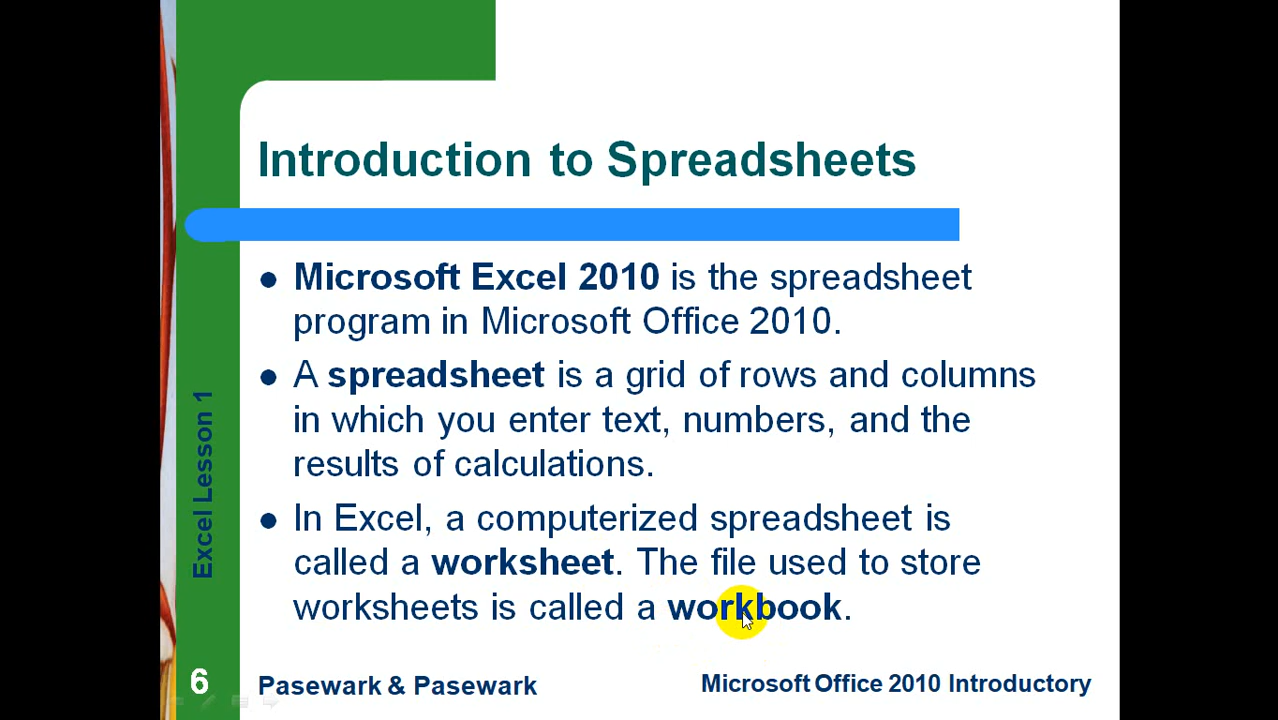 Introduction to Spreadsheets
● Microsoft Excel 2010 is the spreadsheet
program in Microsoft Office 2010.
● A spreadsheet is a grid of rows and columns
in which you enter text, numbers, and the
results of calculations.
● In Excel, a computerized spreadsheet is
called a worksheet. The file used to store
worksheets is called a workbook.
Excel Lesson 1
6
Pasewark & Pasewark
Microsoft Office 2010 Introductory